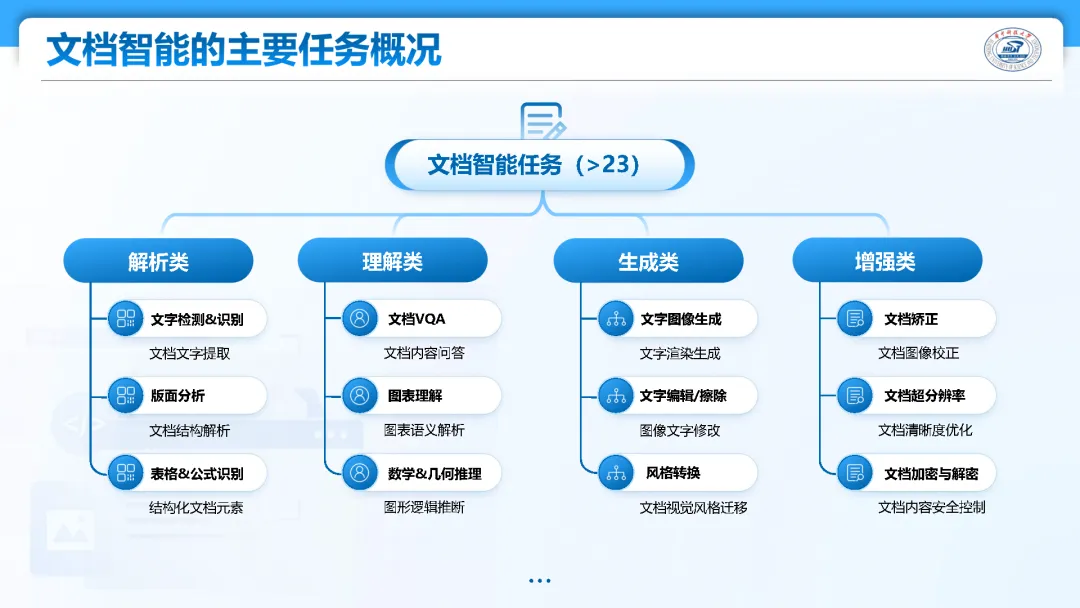 文档智能的主要任务概况
文档智能任务（>23）
解析类
文字检测&识别
文档文字提取
版面分析
文档结构解析
表格&公式识别
结构化文档元素
理解类
文档VQA
文档内容问答
图表理解
图表语义解析
数学&几何推理
图形逻辑推断
生成类
文字图像生成
文字渲染生成
文字编辑/擦除
图像文字修改
风格转换
文档视觉风格迁移
增强类
文档矫正
文档图像校正
文档超分辨率
文档清晰度优化
文档加密与解密
文档内容安全控制
...